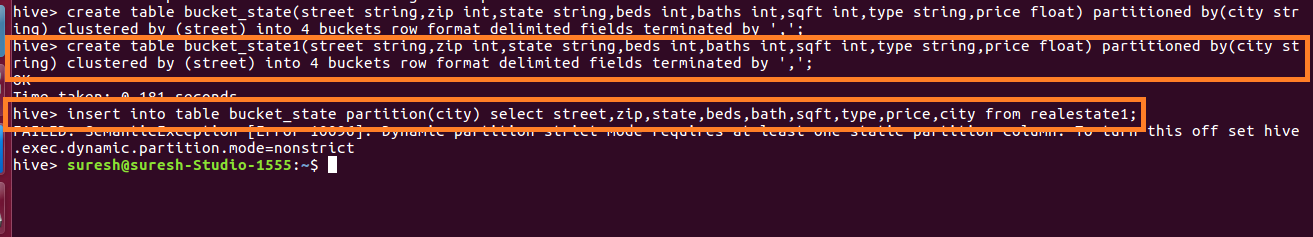 hive> create table bucket_state(street string,zip int,state string,beds int,baths int,sqft int,type string,price float) partitioned by(city str
ing) clustered by (street) into 4 buckets row format delimited fields terminated by ',';
hive> create table bucket_state1(street string,zip int,state string,beds int,baths int,sqft int,type string,price float) partitioned by(city st
ring) clustered by (street) into 4 buckets row format delimited fields terminated by ',';
OK
Time taken: 0.181 seconds
hive> insert into table bucket_state partition(city) select street,zip,state,beds,bath,sqft,type,price,city from realestate1;
FAILED: SemanticException [Error 10096]: Dynamic partition strict mode requires at least one static partition column. To turn this off set hive
.exec.dynamic.partition.mode=nonstrict
hive> suresh@suresh-Studio-1555:~$